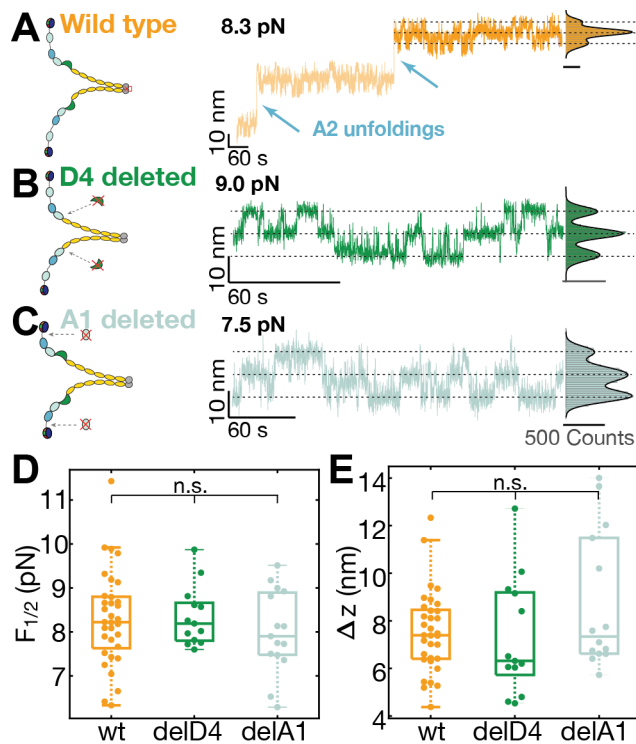 A Wild type 8.3 pN
A2 unfoldings
10 nm
60 s
B D4 deleted 9.0 pN
10 nm
60 s
C A1 deleted 7.5 pN
10 nm
60 s
500 Counts
D
n.s.
F1/2 (pN)
11
10
9
8
7
wt delD4 delA1
E
n.s.
Δz (nm)
14
12
10
8
6
4
wt delD4 delA1